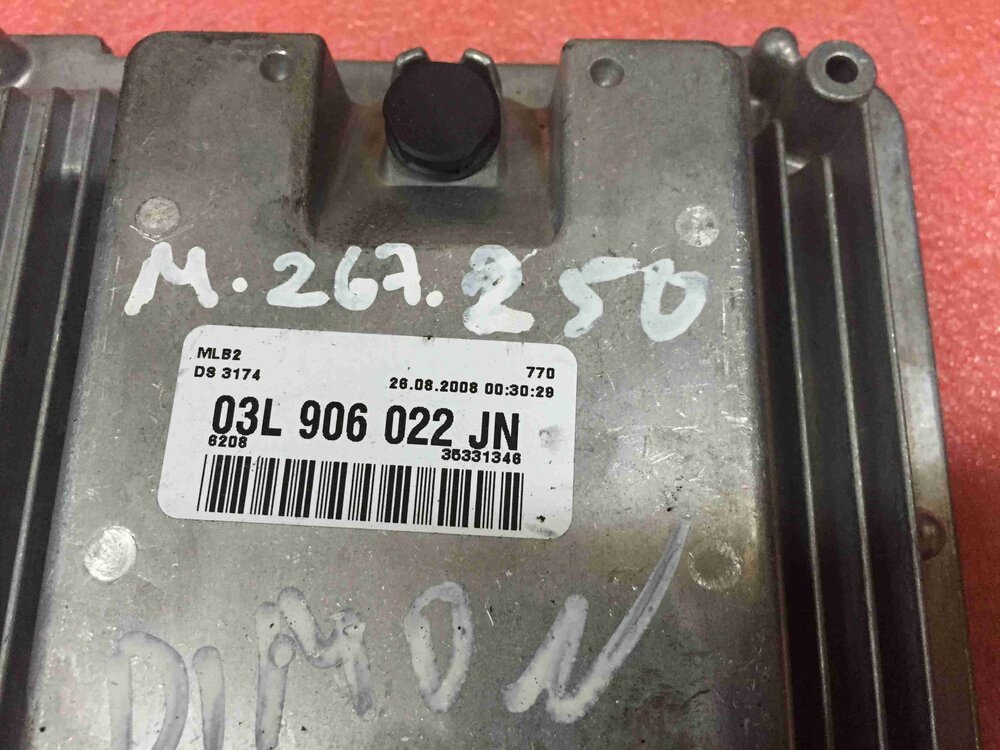 M.267.250
MLB2
770
DS 3174
26.08.2008 00:30:29
03L 906 022 JN
6208
35331346
DIMON